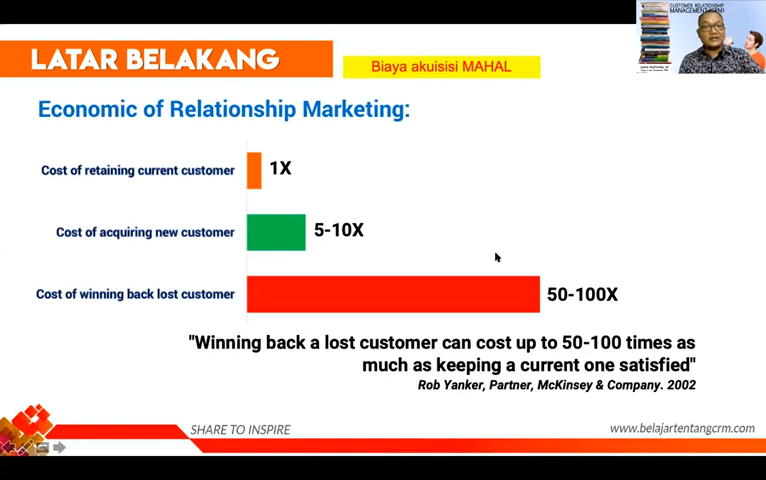 CUSTOMER RELATIONSHIP
MANAGEMENT (CRM)
LATAR BELAKANG
Biaya akuisisi MAHAL
Economic of Relationship Marketing:
Cost of retaining current customer
1X
Cost of acquiring new customer
5-10X
Cost of winning back lost customer
50-100X
"Winning back a lost customer can cost up to 50-100 times as
much as keeping a current one satisfied"
Rob Yanker, Partner, McKinsey & Company. 2002
SHARE TO INSPIRE
www.belajartentangcrm.com